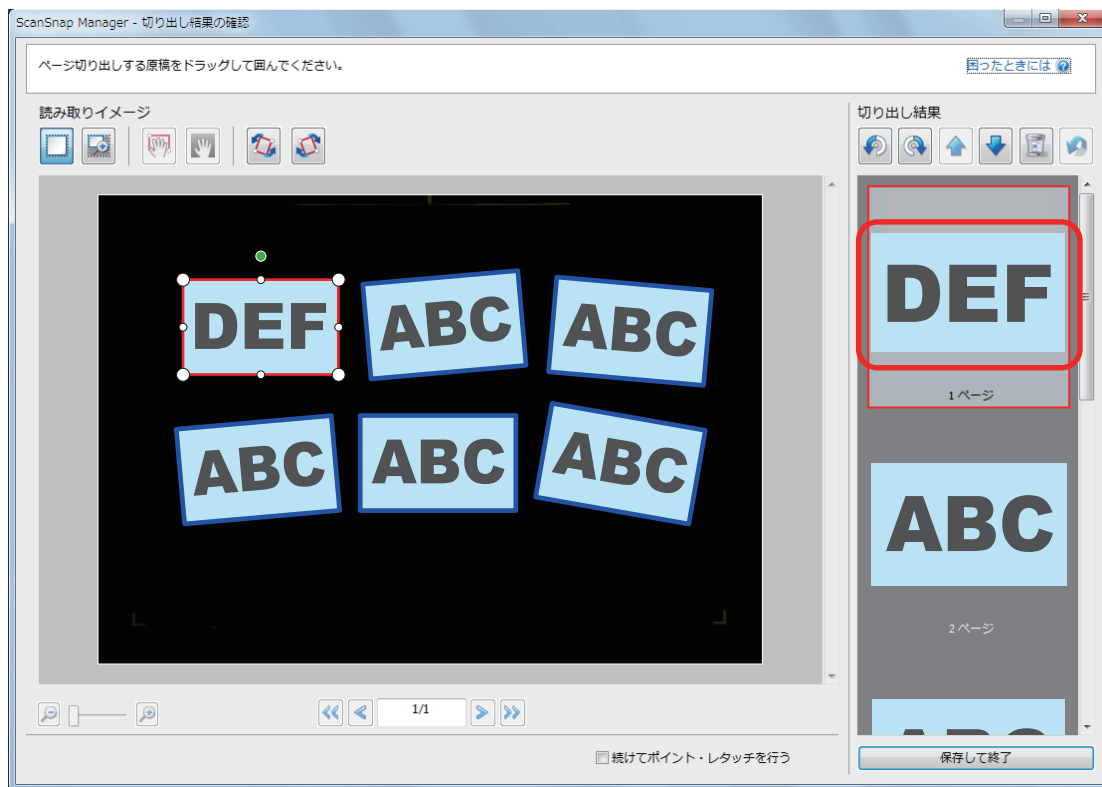 ScanSnap Manager - 切り出し結果の確認
ページ切り出しする原稿をドラッグして囲んでください。
困ったときには ?
読み取りイメージ
切り出し結果
DEF
ABC
ABC
ABC
ABC
ABC
DEF
1 ページ
ABC
2 ページ
ABC
1/1
続けてポイント・レタッチを行う
保存して終了